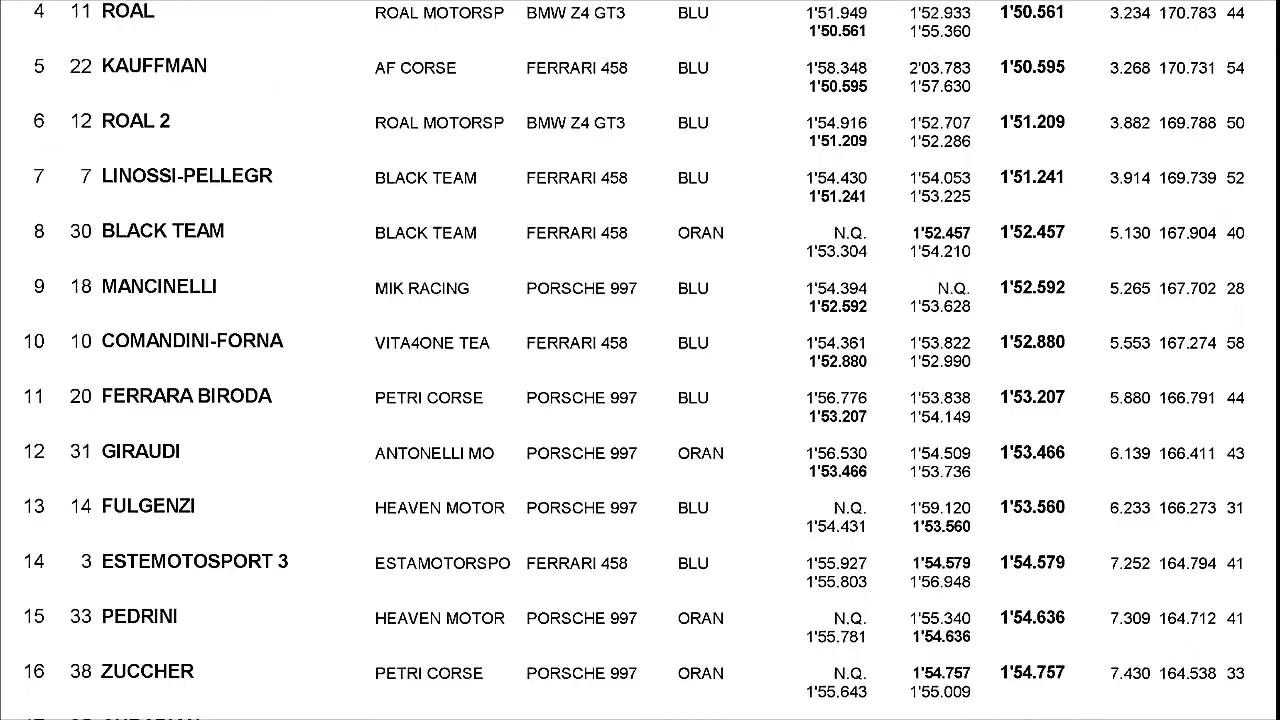 4 11 ROAL ROAL MOTORSP BMW Z4 GT3 BLU 1'51.949 1'52.933 1'50.561 3.234 170.783 44
1'50.561 1'55.360
5 22 KAUFFMAN AF CORSE FERRARI 458 BLU 1'58.348 2'03.783 1'50.595 3.268 170.731 54
1'50.595 1'57.630
6 12 ROAL 2 ROAL MOTORSP BMW Z4 GT3 BLU 1'54.916 1'52.707 1'51.209 3.882 169.788 50
1'51.209 1'52.286
7 7 LINOSSI-PELLEGR BLACK TEAM FERRARI 458 BLU 1'54.430 1'54.053 1'51.241 3.914 169.739 52
1'51.241 1'53.225
8 30 BLACK TEAM BLACK TEAM FERRARI 458 ORAN N.Q. 1'52.457 1'52.457 5.130 167.904 40
1'53.304 1'54.210
9 18 MANCINELLI MIK RACING PORSCHE 997 BLU 1'54.394 N.Q. 1'52.592 5.265 167.702 28
1'52.592 1'53.628
10 10 COMANDINI-FORNA VITA4ONE TEA FERRARI 458 BLU 1'54.361 1'53.822 1'52.880 5.553 167.274 58
1'52.880 1'52.990
11 20 FERRARA BIRODA PETRI CORSE PORSCHE 997 BLU 1'56.776 1'53.838 1'53.207 5.880 166.791 44
1'53.207 1'54.149
12 31 GIRAUDI ANTONELLI MO PORSCHE 997 ORAN 1'56.530 1'54.509 1'53.466 6.139 166.411 43
1'53.466 1'53.736
13 14 FULGENZI HEAVEN MOTOR PORSCHE 997 BLU N.Q. 1'59.120 1'53.560 6.233 166.273 31
1'54.431 1'53.560
14 3 ESTEMOTOSPORT 3 ESTAMOTORSPO FERRARI 458 BLU 1'55.927 1'54.579 1'54.579 7.252 164.794 41
1'55.803 1'56.948
15 33 PEDRINI HEAVEN MOTOR PORSCHE 997 ORAN N.Q. 1'55.340 1'54.636 7.309 164.712 41
1'55.781 1'54.636
16 38 ZUCCHER PETRI CORSE PORSCHE 997 ORAN N.Q. 1'54.757 1'54.757 7.430 164.538 33
1'55.643 1'55.009